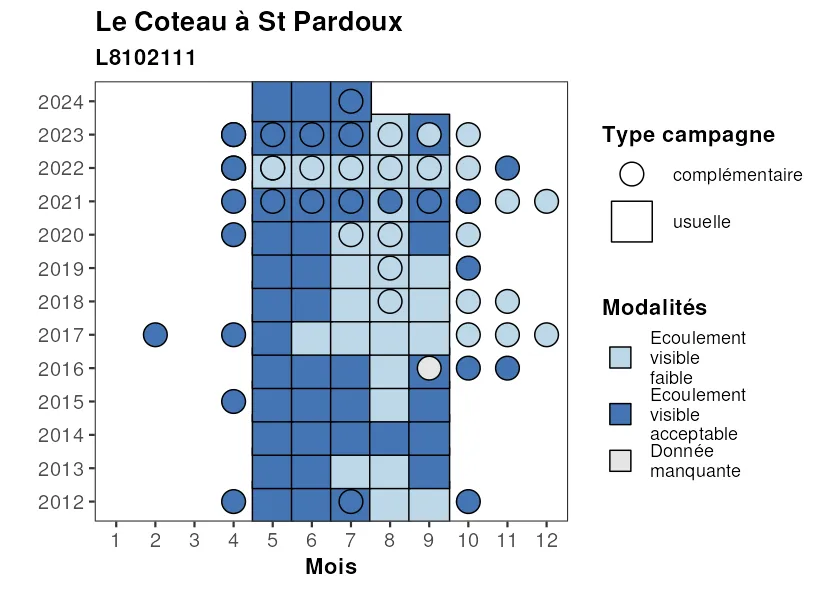 Le Coteau à St Pardoux
L8102111
2024
2023
2022
2021
2020
2019
2018
2017
2016
2015
2014
2013
2012
1 2 3 4 5 6 7 8 9 10 11 12
Mois
Type campagne
complémentaire
usuelle
Modalités
Ecoulement
visible
faible
Ecoulement
visible
acceptable
Donnée
manquante